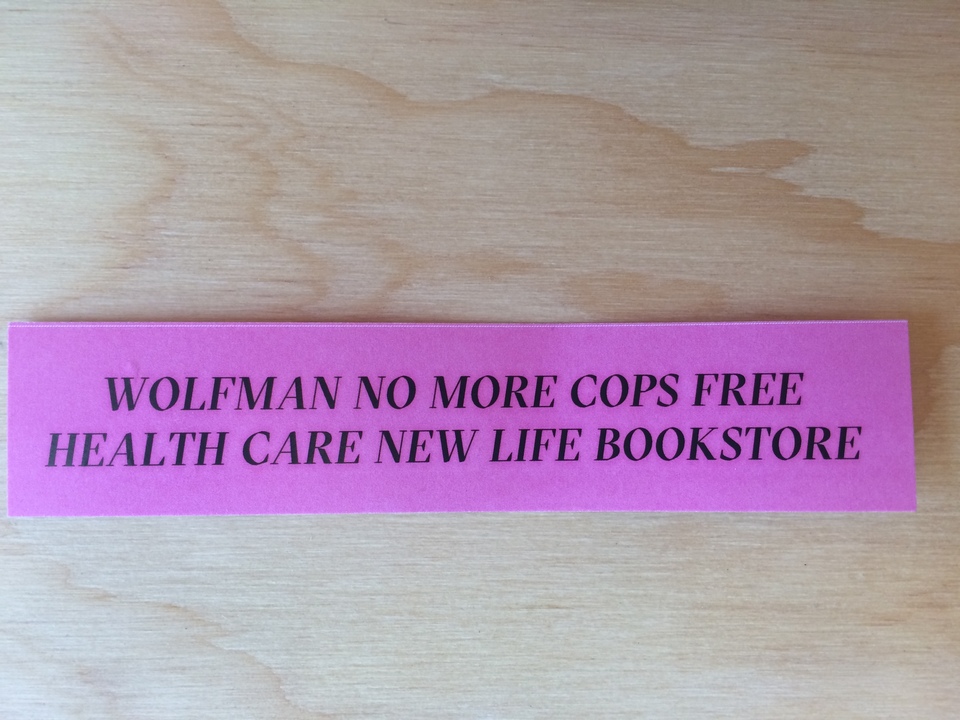 WOLFMAN NO MORE COPS FREE
HEALTH CARE NEW LIFE BOOKSTORE